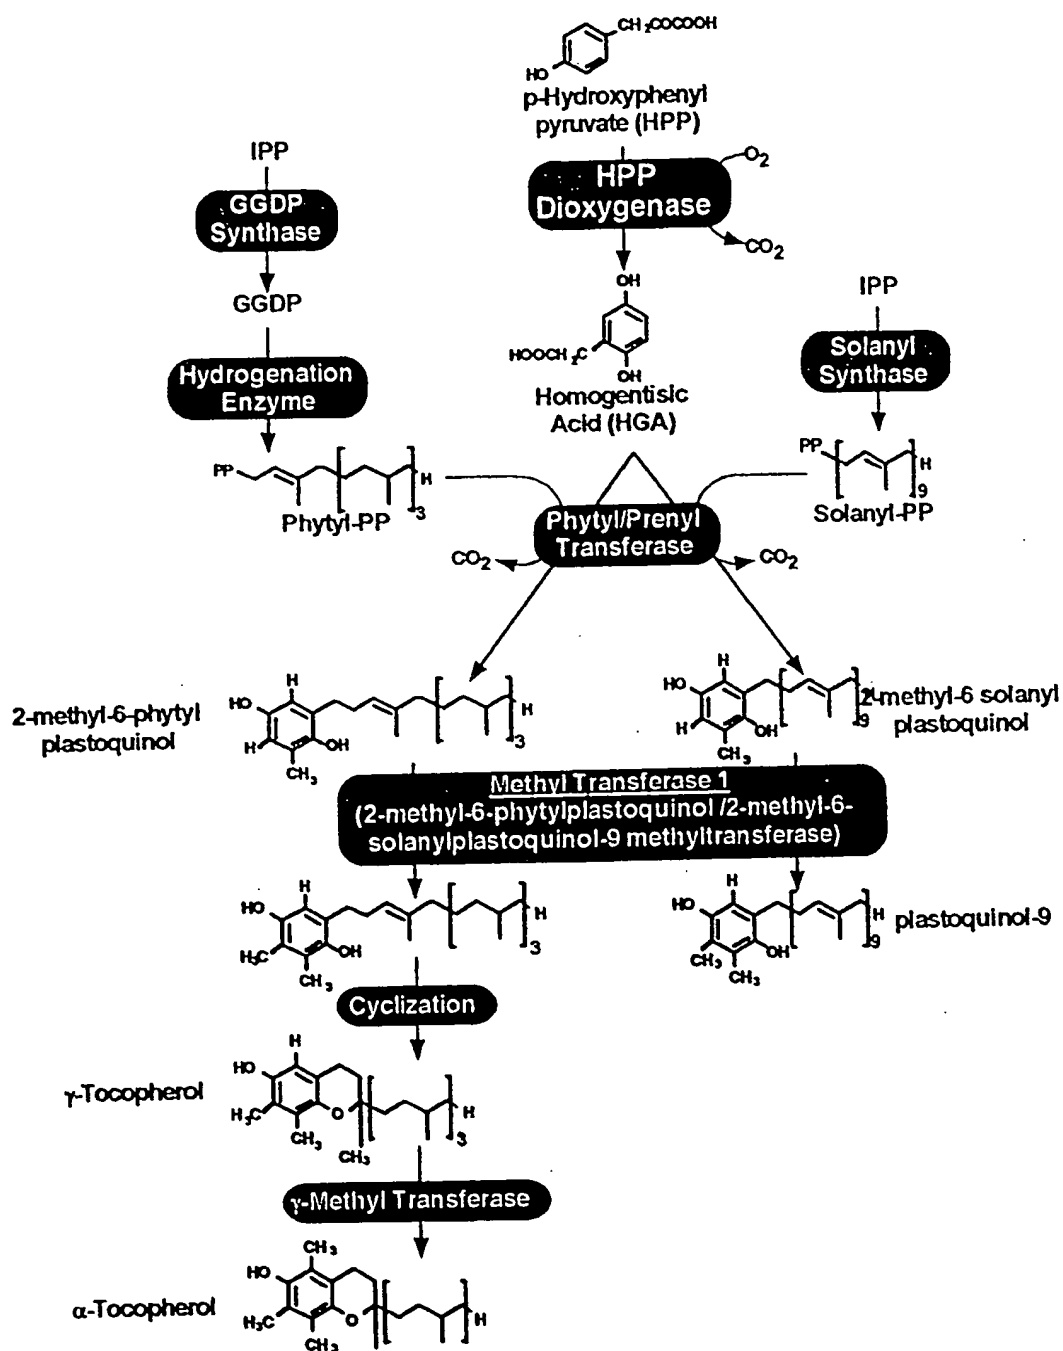 CH2COCOOH
HO
p-Hydroxyphenyl
pyruvate (HPP)
IPP
GGDP
Synthase
GGDP
Hydrogenation
Enzyme
HPP
Dioxygenase
O2
CO2
OH
HOOCH2C
OH
Homogentisic
Acid (HGA)
IPP
Solanyl
Synthase
PP
H
3
Phytyl-PP
PP
H
9
Solanyl-PP
Phytyl/Prenyl
Transferase
CO2
CO2
2-methyl-6-phytyl
plastoquinol
H
HO
H
OH
CH3
H
3
H
HO
H
OH
CH3
9
2-methyl-6 solanyl
plastoquinol
Methyl Transferase 1
(2-methyl-6-phytylplastoquinol /2-methyl-6-
solanylplastoquinol-9 methyltransferase)
H
HO
H3C
OH
CH3
H
3
H
HO
OH
CH3
CH3
H
9
plastoquinol-9
Cyclization
γ-Tocopherol
H
HO
H3C
O
CH3
CH3
H
3
γ-Methyl Transferase
α-Tocopherol
CH3
HO
H3C
O
CH3
H